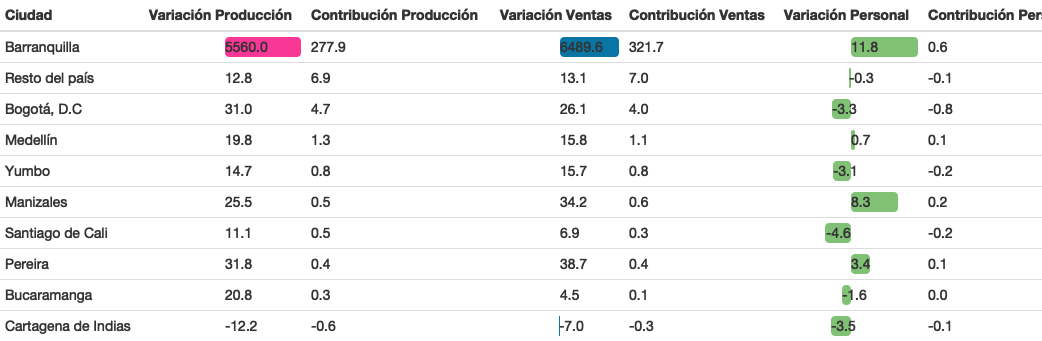 Ciudad Variación Producción Contribución Producción Variación Ventas Contribución Ventas Variación Personal Contribución Pers
Barranquilla 5560.0 277.9 6489.6 321.7 11.8 0.6
Resto del país 12.8 6.9 13.1 7.0 -0.3 -0.1
Bogotá, D.C 31.0 4.7 26.1 4.0 -3.3 -0.8
Medellín 19.8 1.3 15.8 1.1 0.7 0.1
Yumbo 14.7 0.8 15.7 0.8 -3.1 -0.2
Manizales 25.5 0.5 34.2 0.6 8.3 0.2
Santiago de Cali 11.1 0.5 6.9 0.3 -4.6 -0.2
Pereira 31.8 0.4 38.7 0.4 3.4 0.1
Bucaramanga 20.8 0.3 4.5 0.1 -1.6 0.0
Cartagena de Indias -12.2 -0.6 -7.0 -0.3 -3.5 -0.1